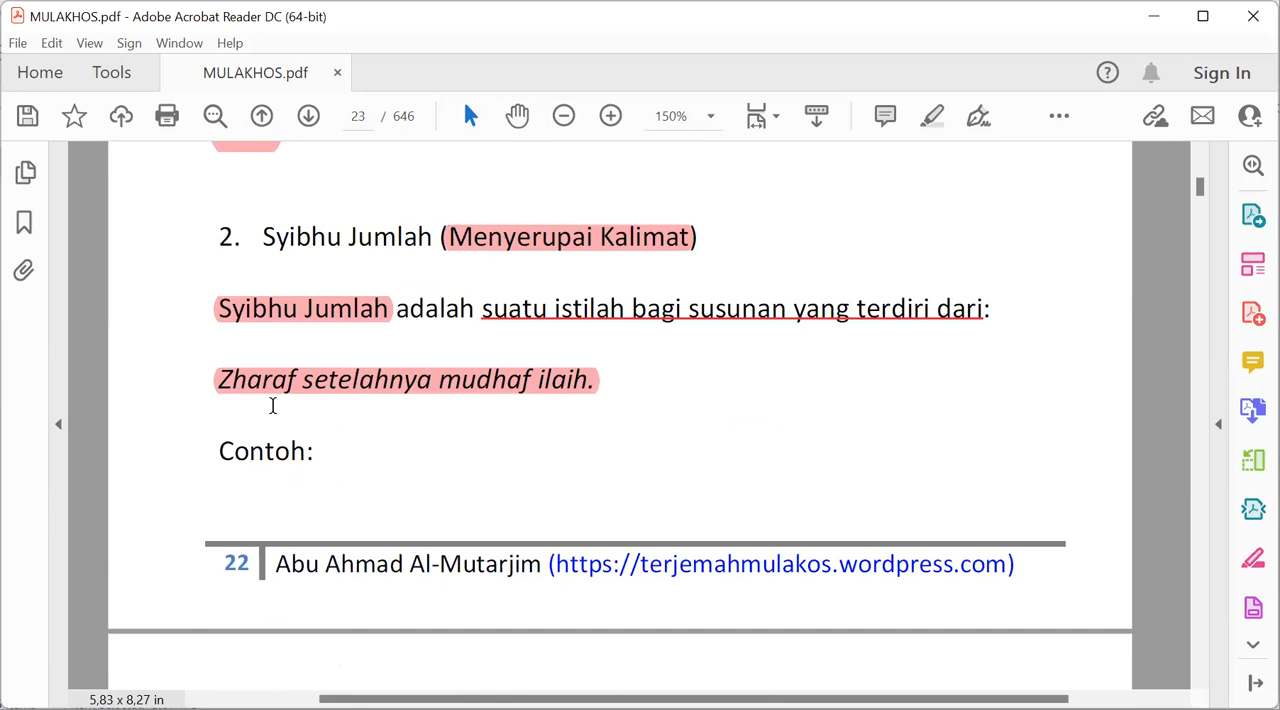 MULAKHOS.pdf - Adobe Acrobat Reader DC (64-bit)
File Edit View Sign Window Help
Home Tools MULAKHOS.pdf × Sign In
23 / 646 150%
2. Syibhu Jumlah (Menyerupai Kalimat)
Syibhu Jumlah adalah suatu istilah bagi susunan yang terdiri dari:
Zharaf setelahnya mudhaf ilaih.
Contoh:
22 Abu Ahmad Al-Mutarjim (https://terjemahmulakos.wordpress.com)
5,83 x 8,27 in